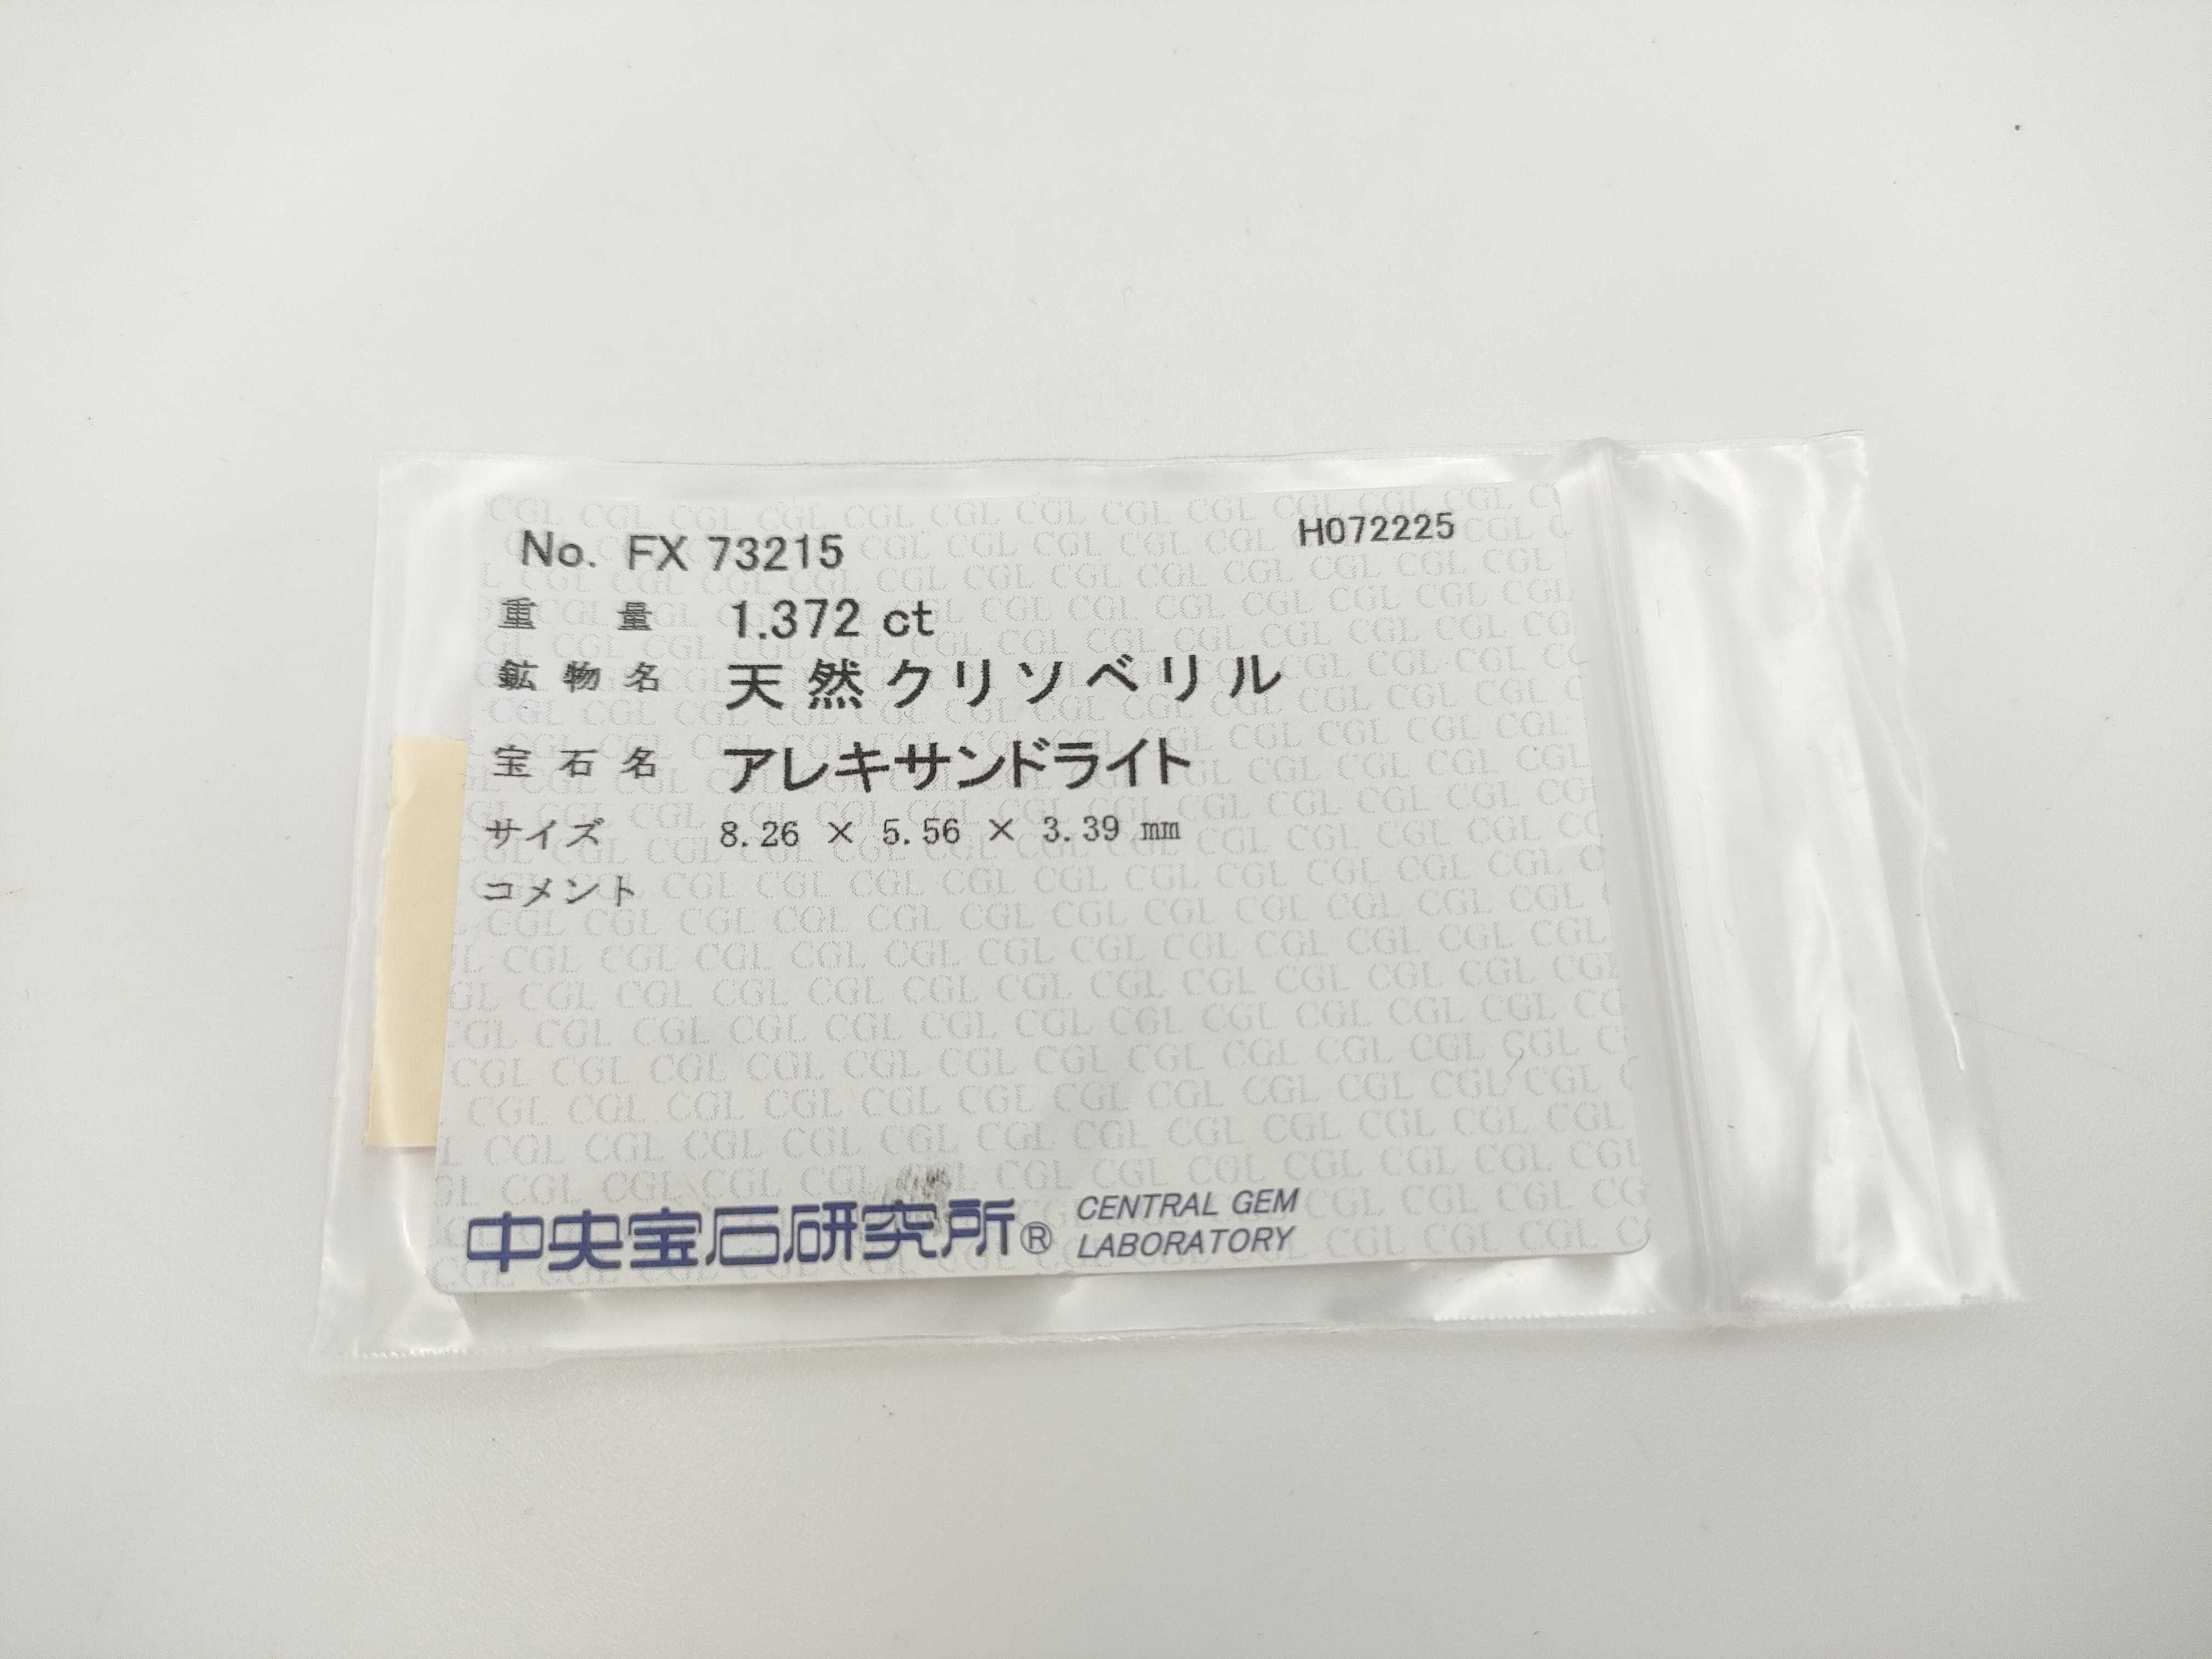 No. FX 73215
H072225
重量 1.372 ct
鉱物名 天然クリソベリル
宝石名 アレキサンドライト
サイズ 8.26 × 5.56 × 3.39 mm
コメント
中央宝石研究所® CENTRAL GEM
LABORATORY